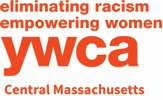 eliminating racism
empowering women
ywca
Central Massachusetts